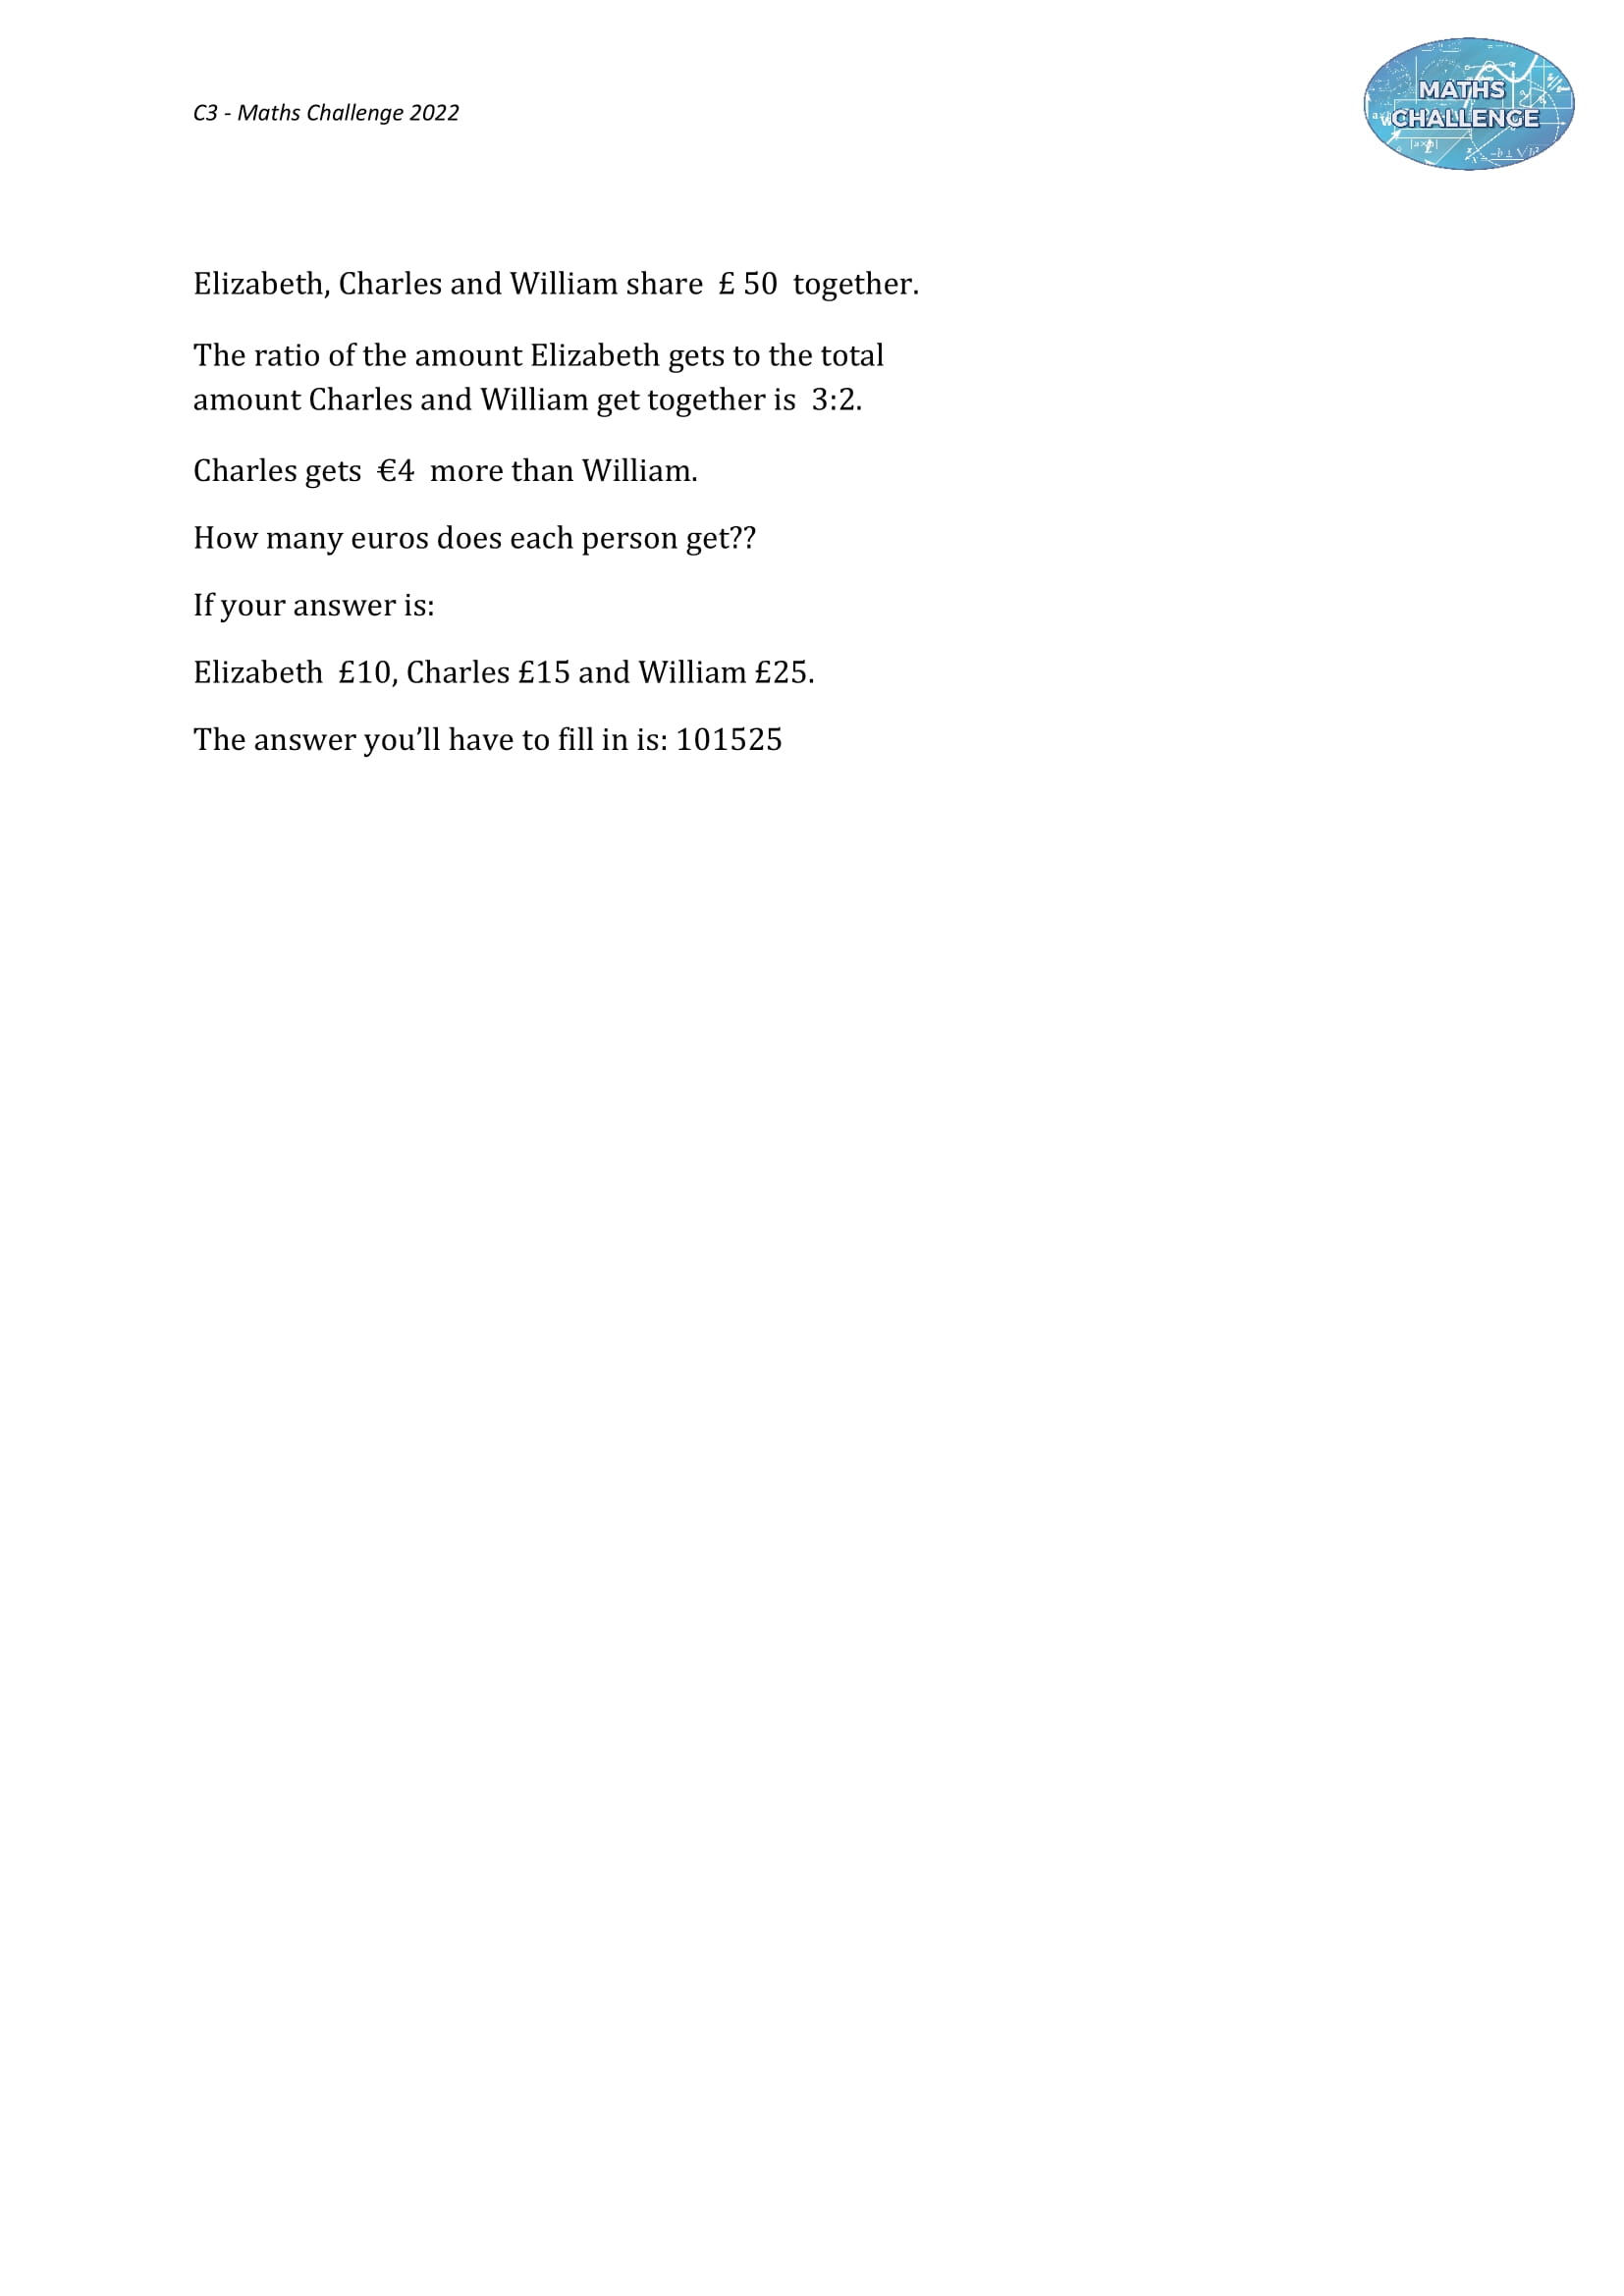 C3 - Maths Challenge 2022
MATHS
CHALLENGE
Elizabeth, Charles and William share £ 50 together.
The ratio of the amount Elizabeth gets to the total
amount Charles and William get together is 3:2.
Charles gets €4 more than William.
How many euros does each person get??
If your answer is:
Elizabeth £10, Charles £15 and William £25.
The answer you’ll have to fill in is: 101525